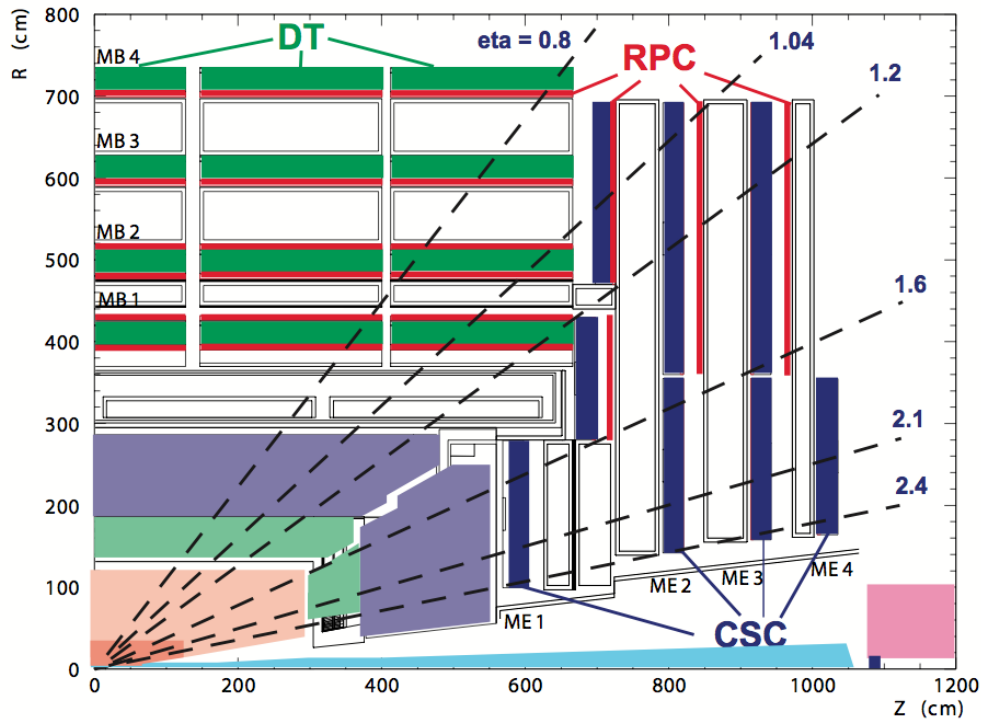 R (cm)
800
700
600
500
400
300
200
100
0
MB 4
MB 3
MB 2
MB 1
DT
eta = 0.8
1.04
RPC
1.2
1.6
2.1
2.4
ME 1
ME 2
ME 3
ME 4
CSC
0
200
400
600
800
1000
1200
Z (cm)